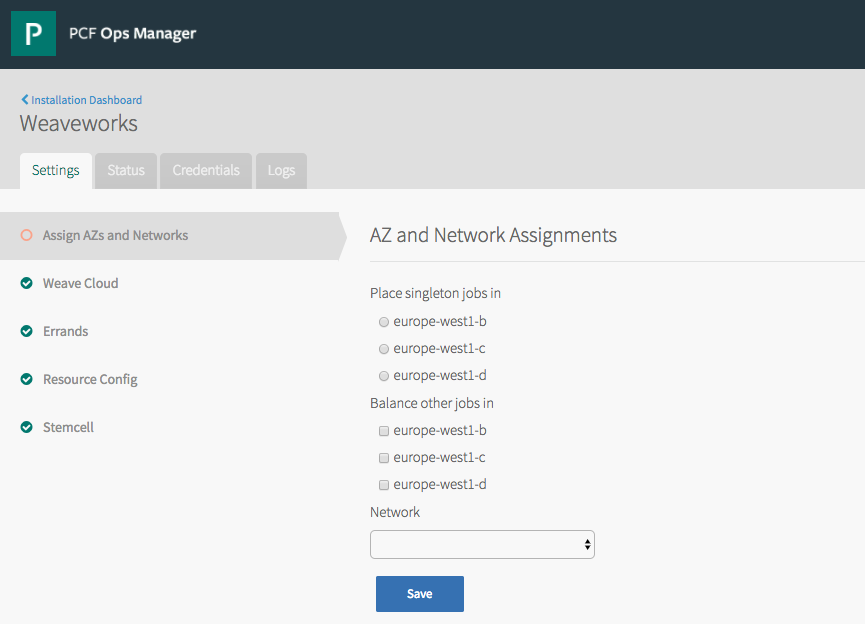 P PCF Ops Manager
Installation Dashboard
Weaveworks
Settings Status Credentials Logs
Assign AZs and Networks
Weave Cloud
Errands
Resource Config
Stemcell
AZ and Network Assignments
Place singleton jobs in
europe-west1-b
europe-west1-c
europe-west1-d
Balance other jobs in
europe-west1-b
europe-west1-c
europe-west1-d
Network
Save